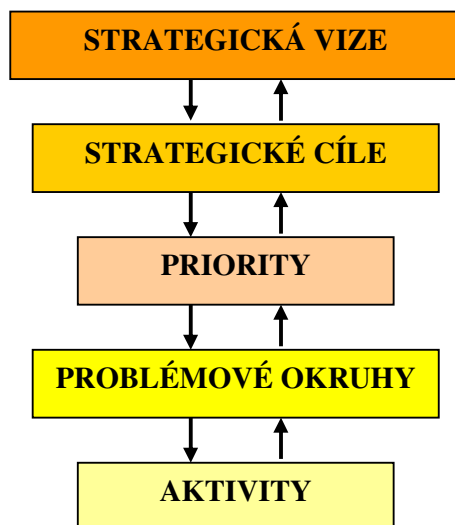 STRATEGICKÁ VIZE
STRATEGICKÉ CÍLE
PRIORITY
PROBLÉMOVÉ OKRUHY
AKTIVITY